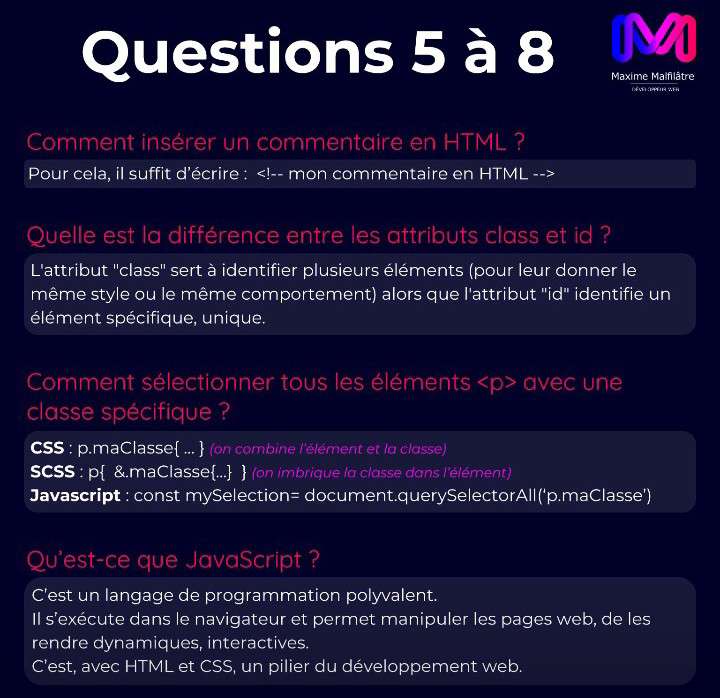 Questions 5 à 8
Maxime Malfilâtre
DÉVELOPPEUR WEB
Comment insérer un commentaire en HTML ?
Pour cela, il suffit d'écrire :  <!-- mon commentaire en HTML -->
Quelle est la différence entre les attributs class et id ?
L'attribut "class" sert à identifier plusieurs éléments (pour leur donner le
même style ou le même comportement) alors que l'attribut "id" identifie un
élément spécifique, unique.
Comment sélectionner tous les éléments <p> avec une
classe spécifique ?
CSS : p.maClasse{ ... } (on combine l'élément et la classe)
SCSS : p{  &.maClasse{...}  } (on imbrique la classe dans l'élément)
Javascript : const mySelection= document.querySelectorAll('p.maClasse')
Qu'est-ce que JavaScript ?
C'est un langage de programmation polyvalent.
Il s'exécute dans le navigateur et permet manipuler les pages web, de les
rendre dynamiques, interactives.
C'est, avec HTML et CSS, un pilier du développement web.